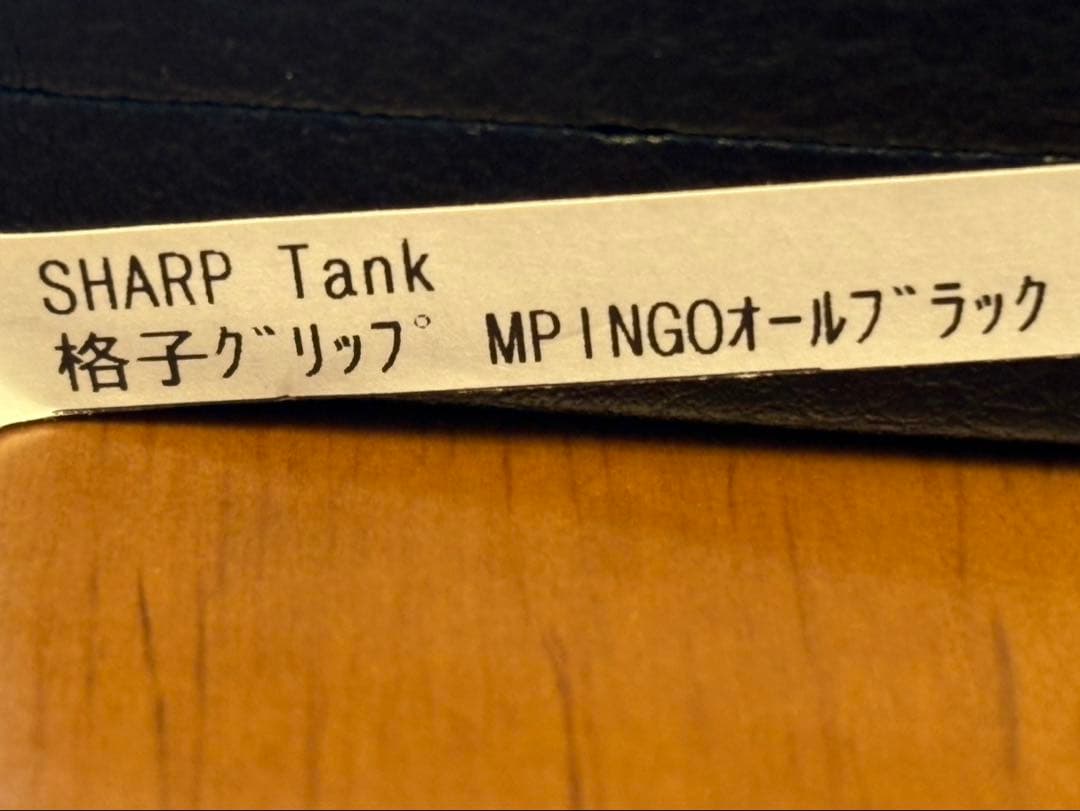 SHARP Tank
格子ｸﾞﾘｯﾌﾟ MPINGOｵｰﾙﾌﾞﾗｯｸ